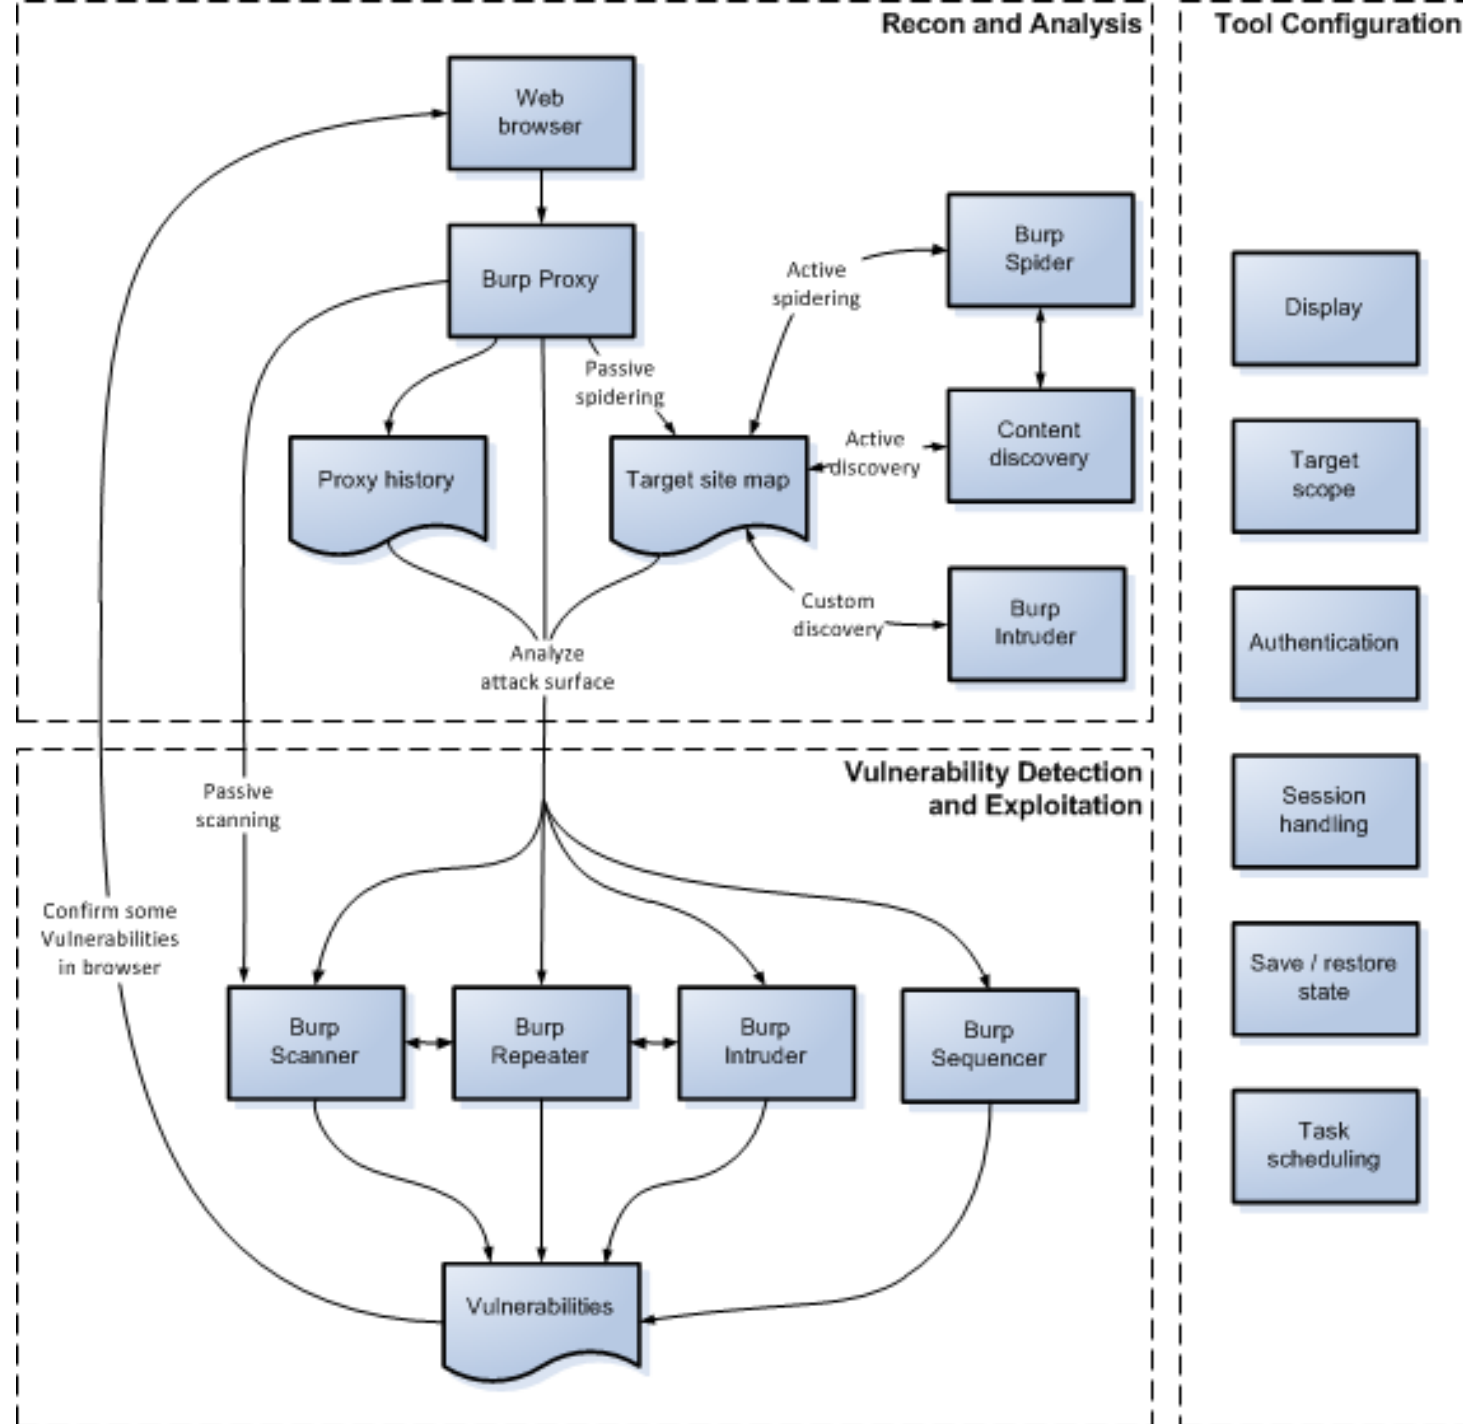 Recon and Analysis
Tool Configuration
Web
browser
Burp Proxy
Burp
Spider
Active
spidering
Passive
spidering
Proxy history
Target site map
Active
discovery
Content
discovery
Custom
discovery
Burp
Intruder
Analyze
attack surface
Vulnerability Detection
and Exploitation
Passive
scanning
Confirm some
Vulnerabilities
in browser
Burp
Scanner
Burp
Repeater
Burp
Intruder
Burp
Sequencer
Vulnerabilities
Display
Target
scope
Authentication
Session
handling
Save / restore
state
Task
scheduling